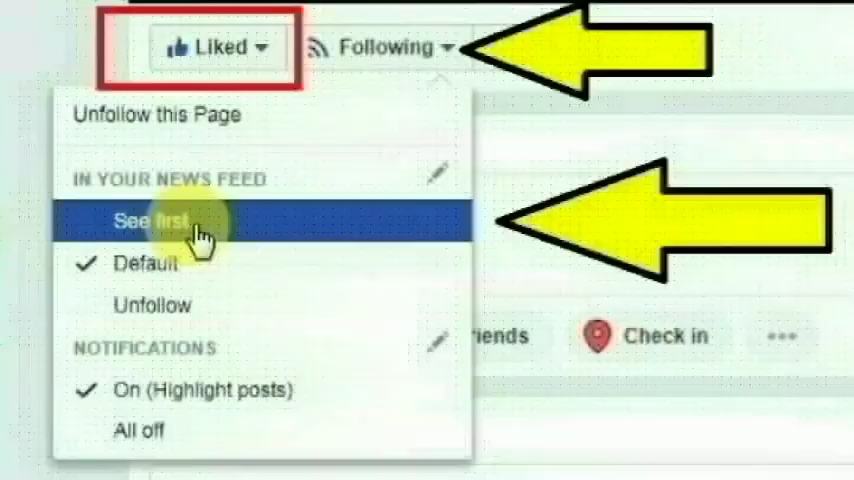 Liked Following
Unfollow this Page
IN YOUR NEWS FEED
See first
Default
Unfollow
riends Check in
NOTIFICATIONS
On (Highlight posts)
All off